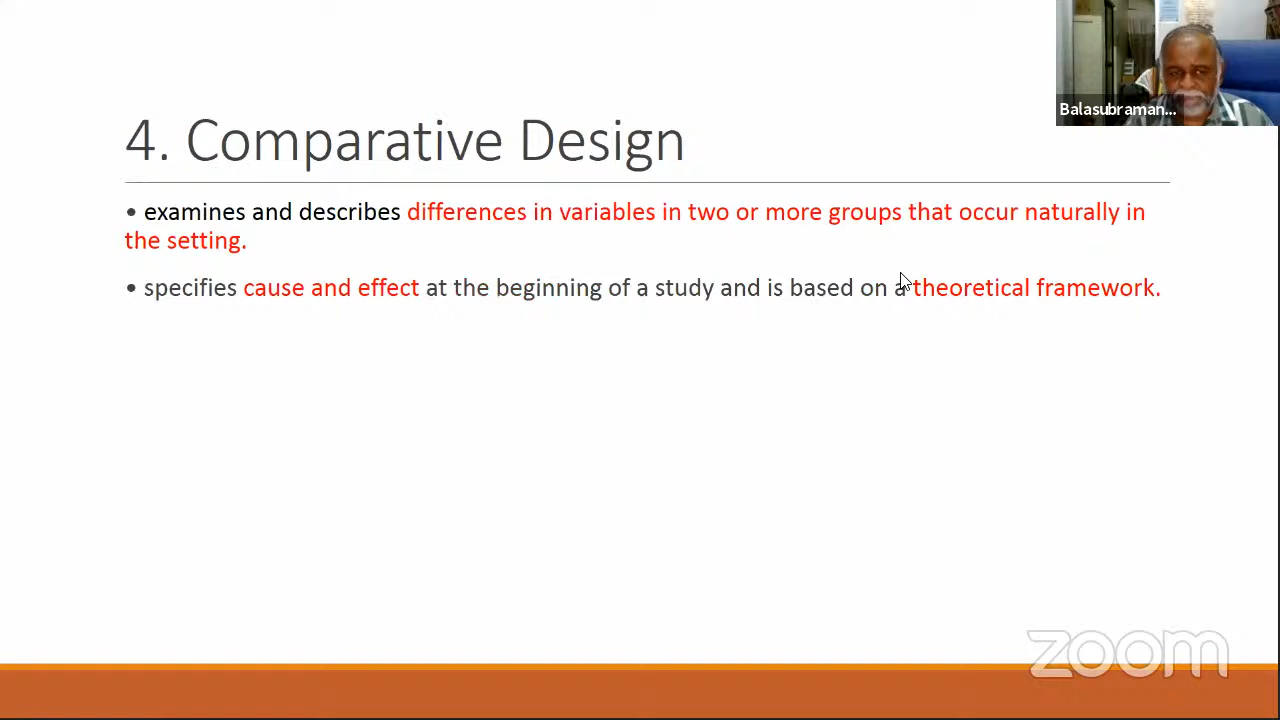 Balasubraman...
4. Comparative Design
• examines and describes differences in variables in two or more groups that occur naturally in
the setting.
• specifies cause and effect at the beginning of a study and is based on a theoretical framework.
zoom